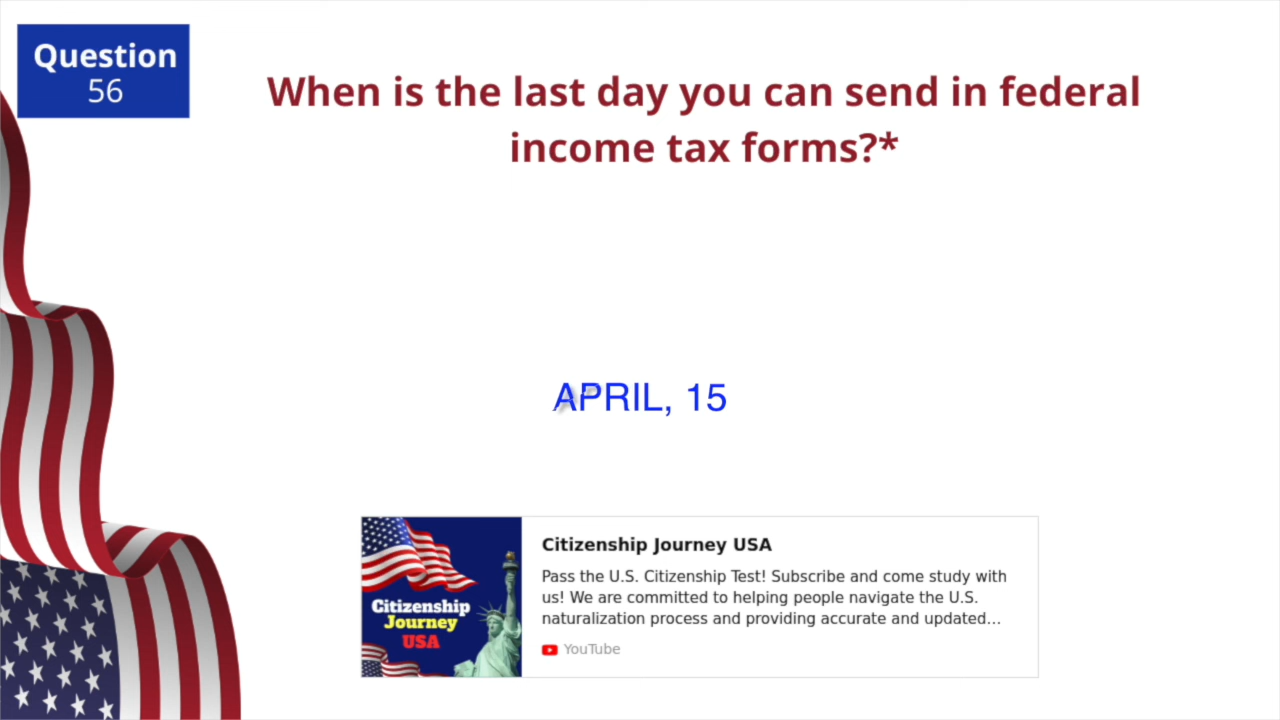 Question
56
When is the last day you can send in federal
income tax forms?*
APRIL, 15
Citizenship Journey USA
Pass the U.S. Citizenship Test! Subscribe and come study with
us! We are committed to helping people navigate the U.S.
naturalization process and providing accurate and updated...
YouTube
Citizenship
Journey
USA